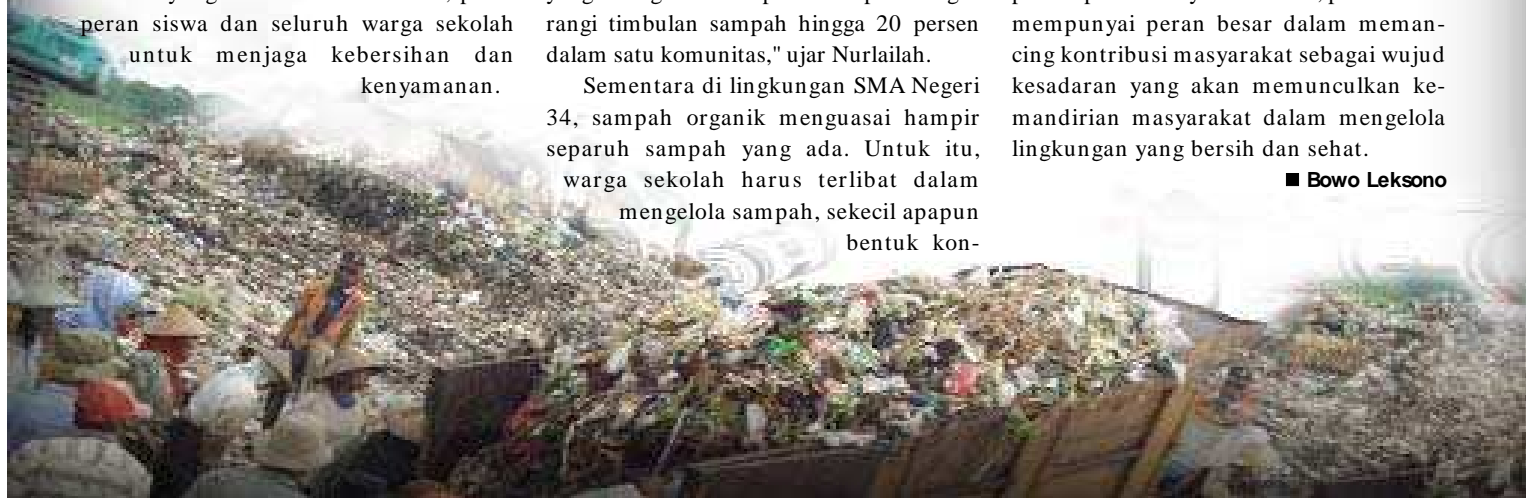 peran siswa dan seluruh warga sekolah
untuk menjaga kebersihan dan
kenyamanan.
rangi timbulan sampah hingga 20 persen
dalam satu komunitas," ujar Nurlailah.
Sementara di lingkungan SMA Negeri
34, sampah organik menguasai hampir
separuh sampah yang ada. Untuk itu,
warga sekolah harus terlibat dalam
mengelola sampah, sekecil apapun
bentuk kon-
mempunyai peran besar dalam meman-
cing kontribusi masyarakat sebagai wujud
kesadaran yang akan memunculkan ke-
mandirian masyarakat dalam mengelola
lingkungan yang bersih dan sehat.
■ Bowo Leksono